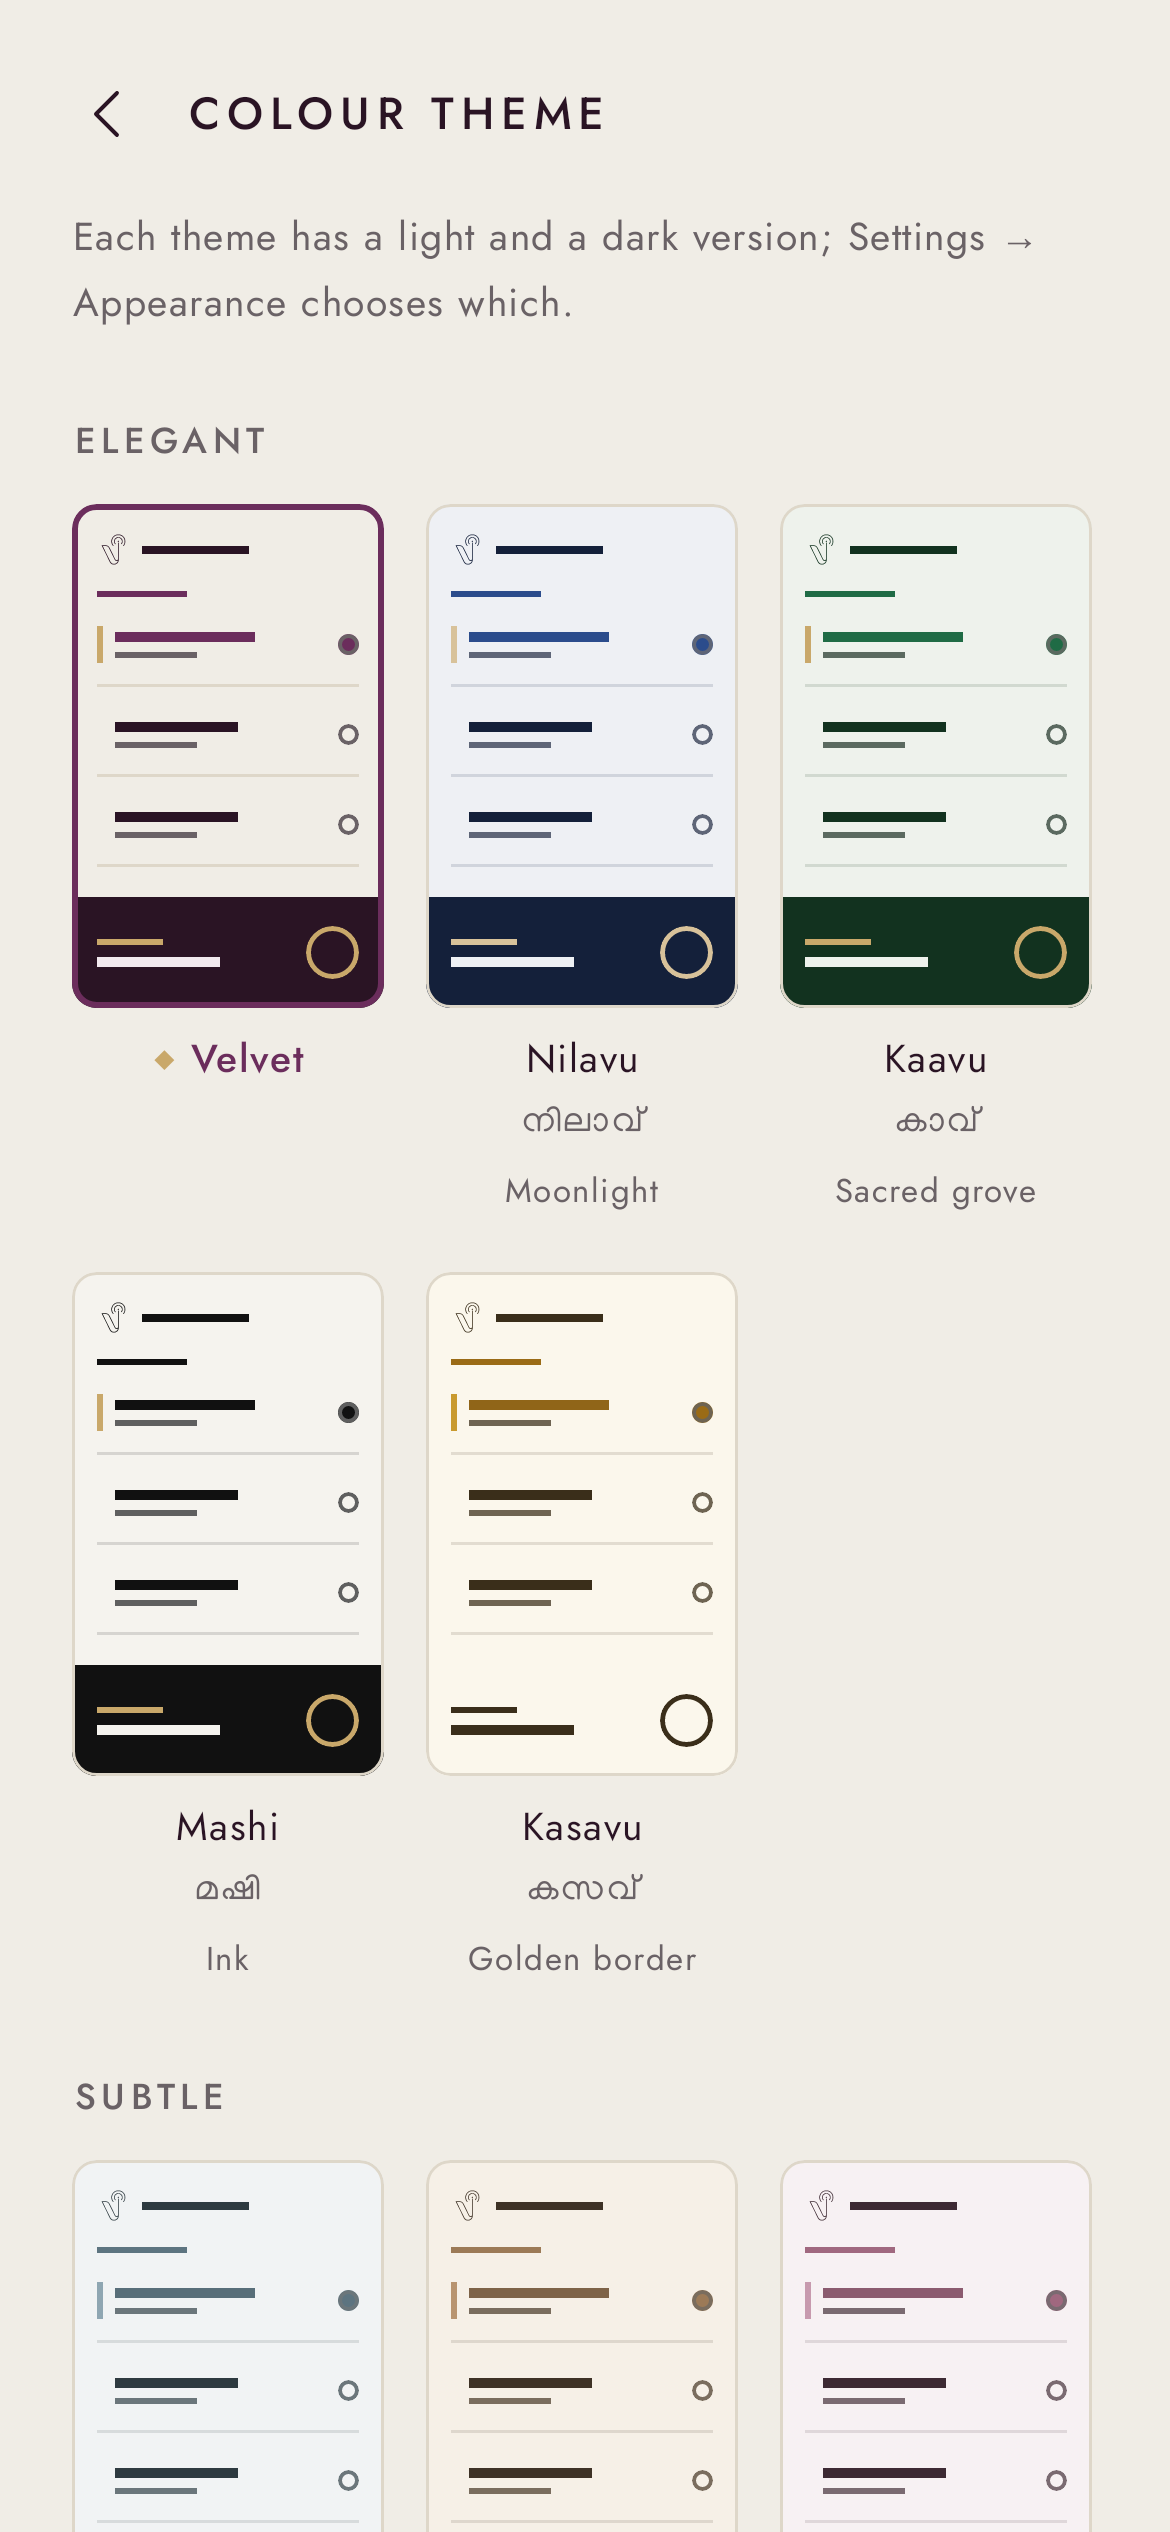 COLOUR THEME
Each theme has a light and a dark version; Settings →
Appearance chooses which.
ELEGANT
Velvet
Nilavu
നിലാവ്
Moonlight
Kaavu
കാവ്
Sacred grove
Mashi
മഷി
Ink
Kasavu
കസവ്
Golden border
SUBTLE